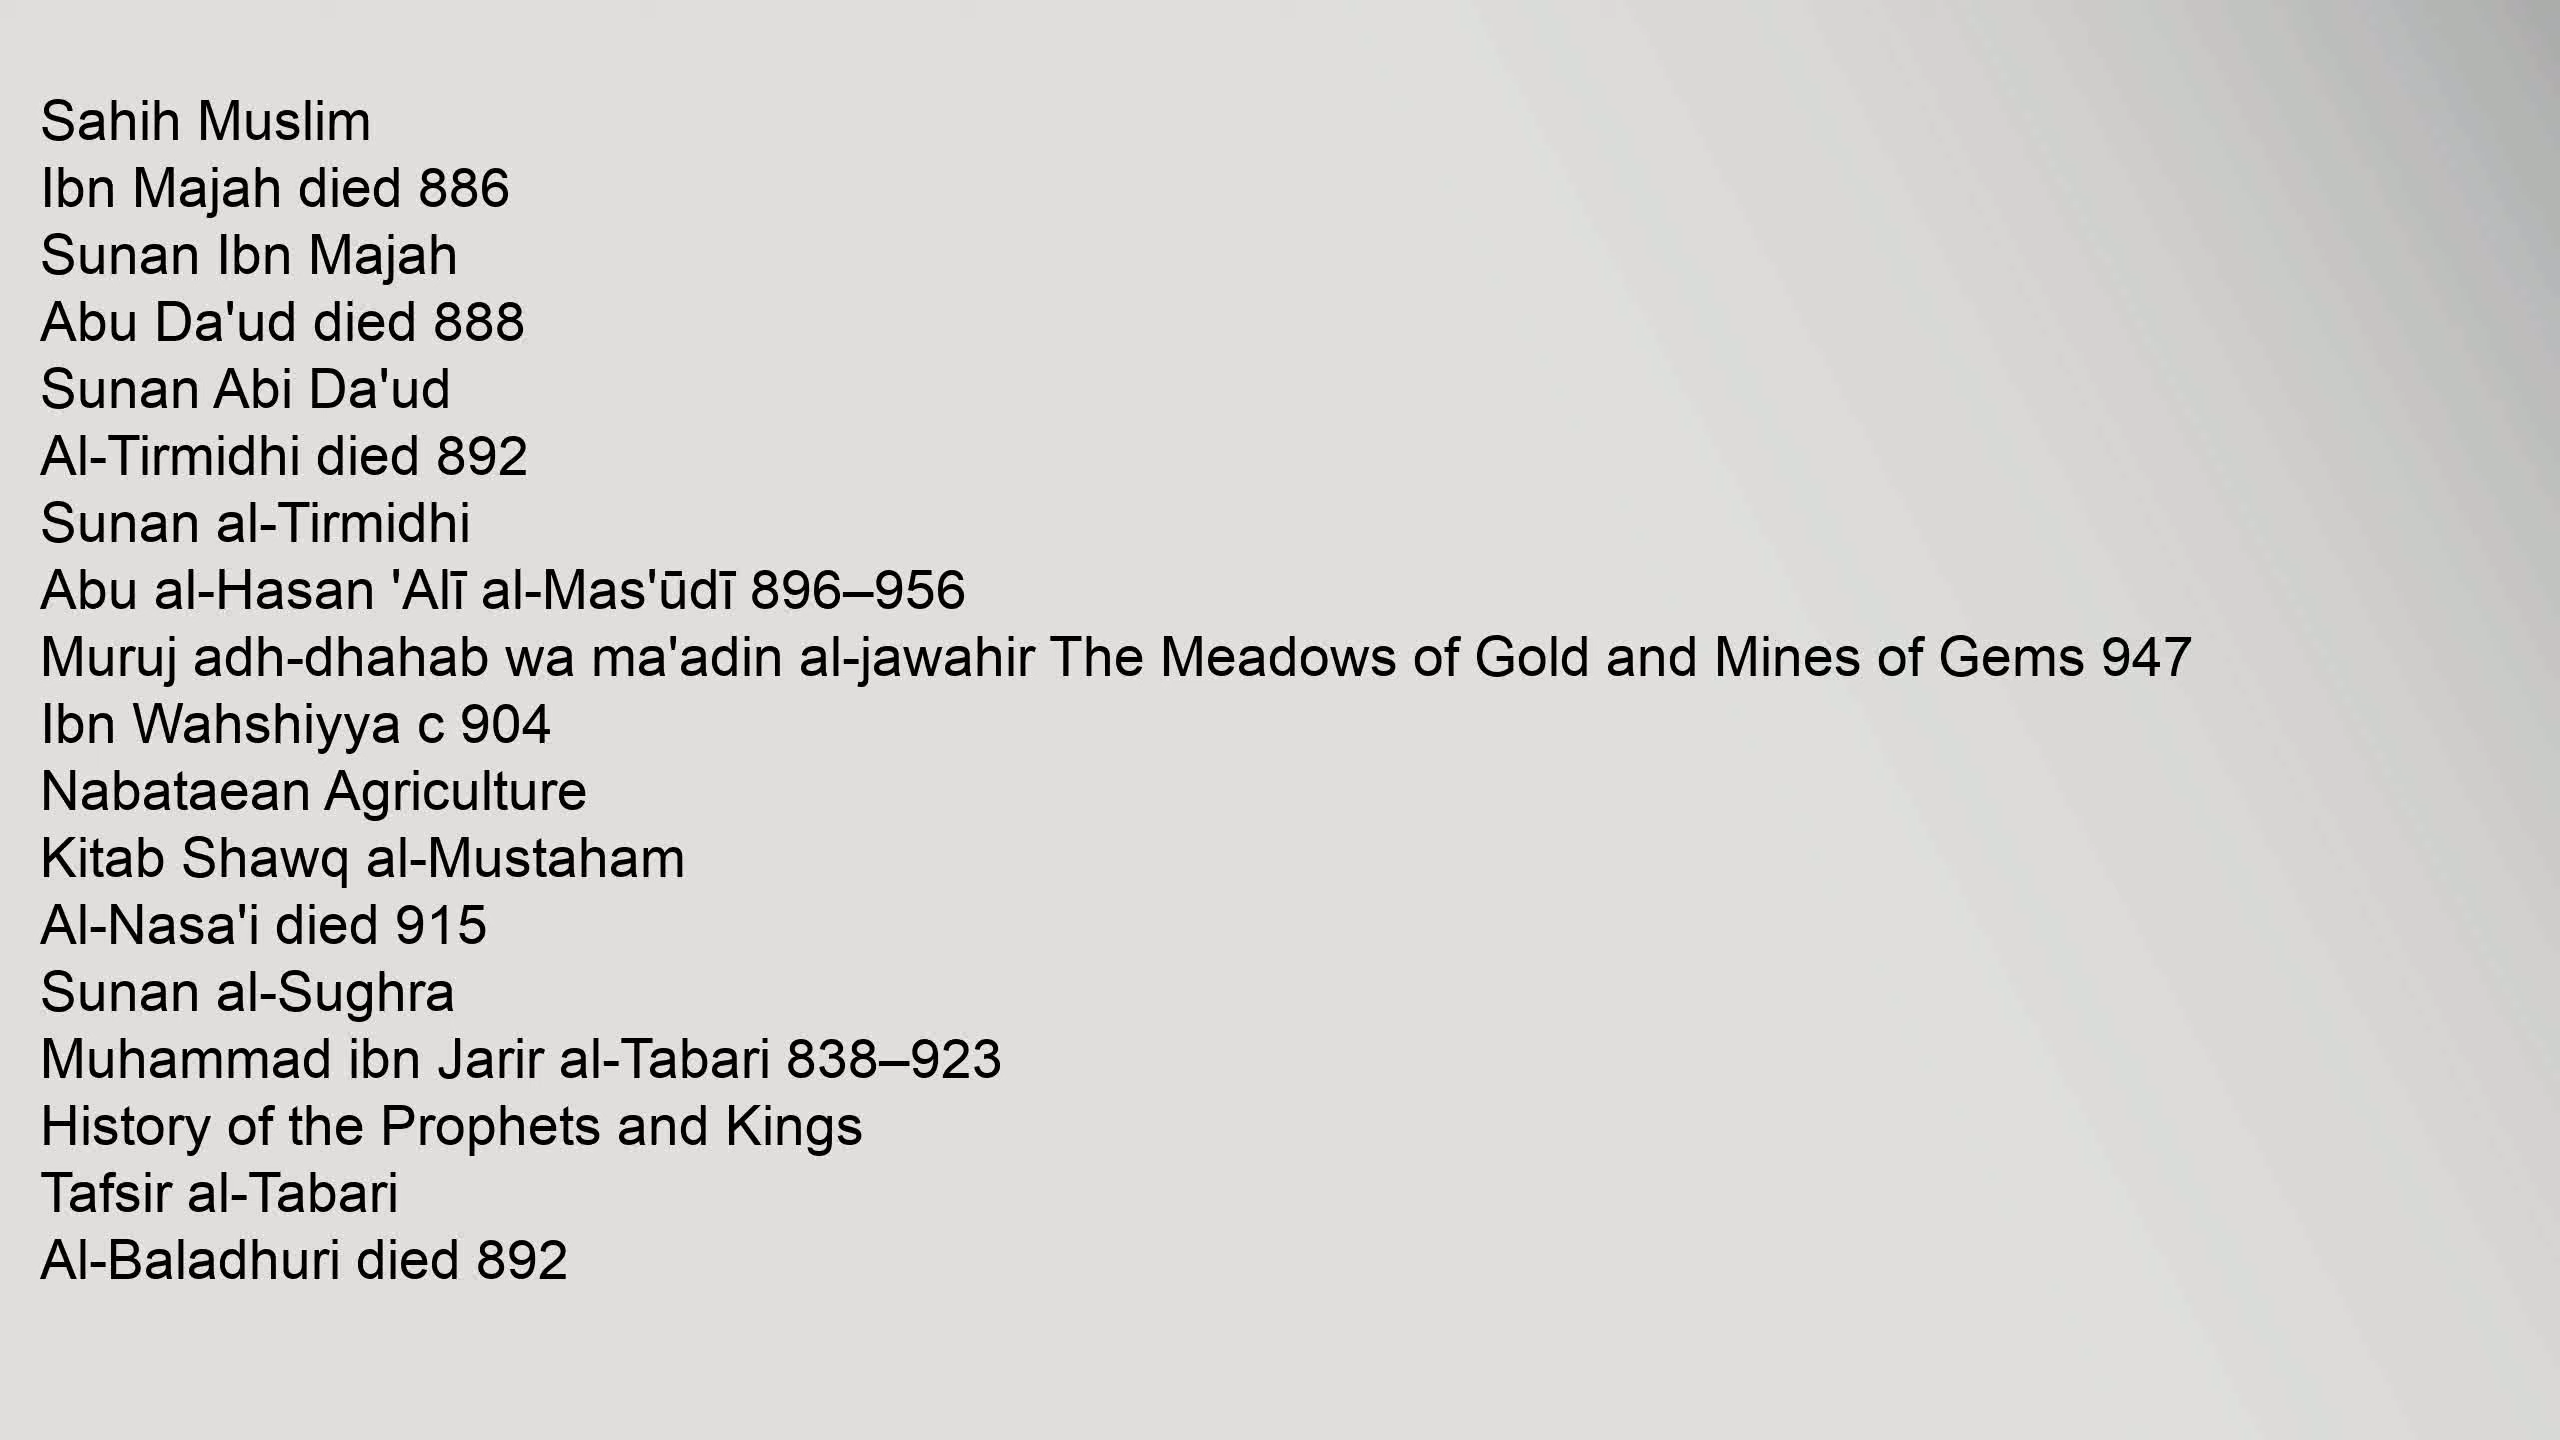 Sahih Muslim
Ibn Majah died 886
Sunan Ibn Majah
Abu Da'ud died 888
Sunan Abi Da'ud
Al-Tirmidhi died 892
Sunan al-Tirmidhi
Abu al-Hasan 'Alī al-Mas'ūdī 896–956
Muruj adh-dhahab wa ma'adin al-jawahir The Meadows of Gold and Mines of Gems 947
Ibn Wahshiyya c 904
Nabataean Agriculture
Kitab Shawq al-Mustaham
Al-Nasa'i died 915
Sunan al-Sughra
Muhammad ibn Jarir al-Tabari 838–923
History of the Prophets and Kings
Tafsir al-Tabari
Al-Baladhuri died 892